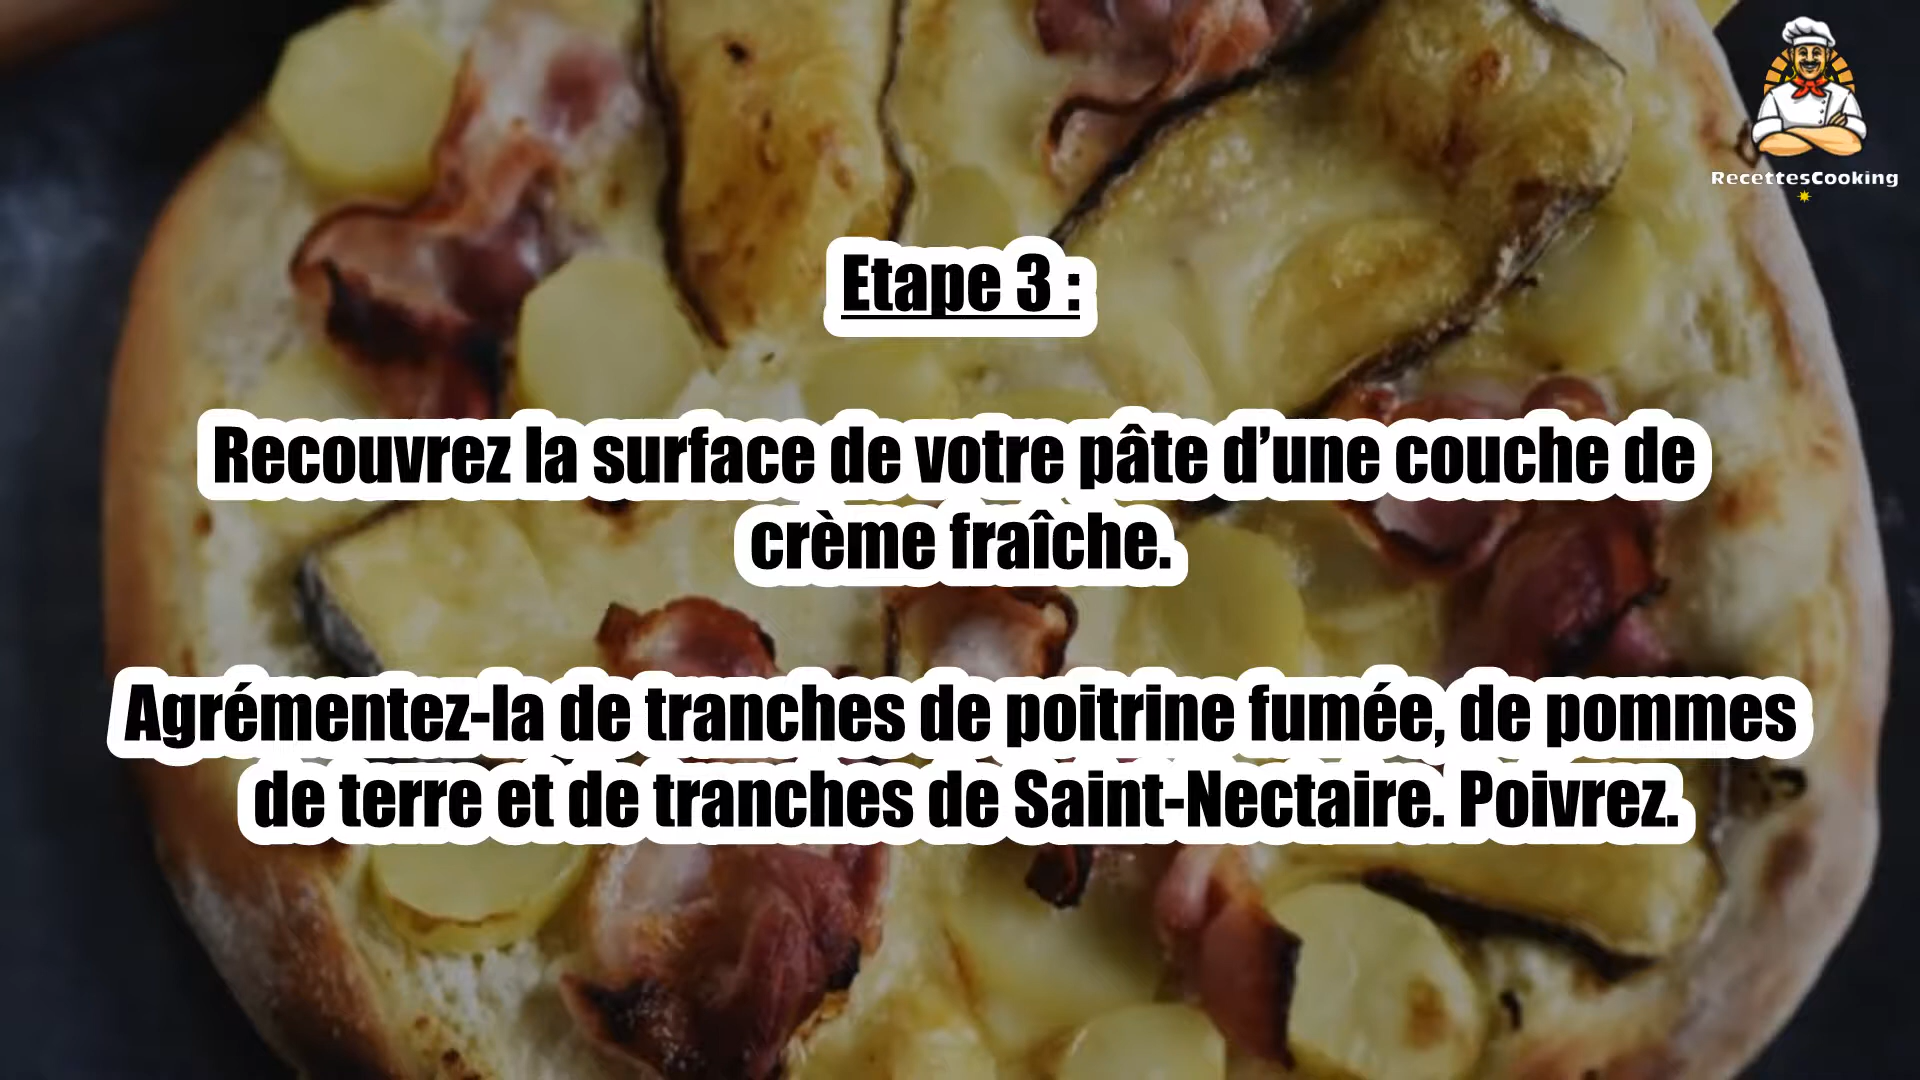 RecettesCooking
Etape 3 :
Recouvrez la surface de votre pâte d’une couche de
crème fraîche.
Agrémentez-la de tranches de poitrine fumée, de pommes
de terre et de tranches de Saint-Nectaire. Poivrez.